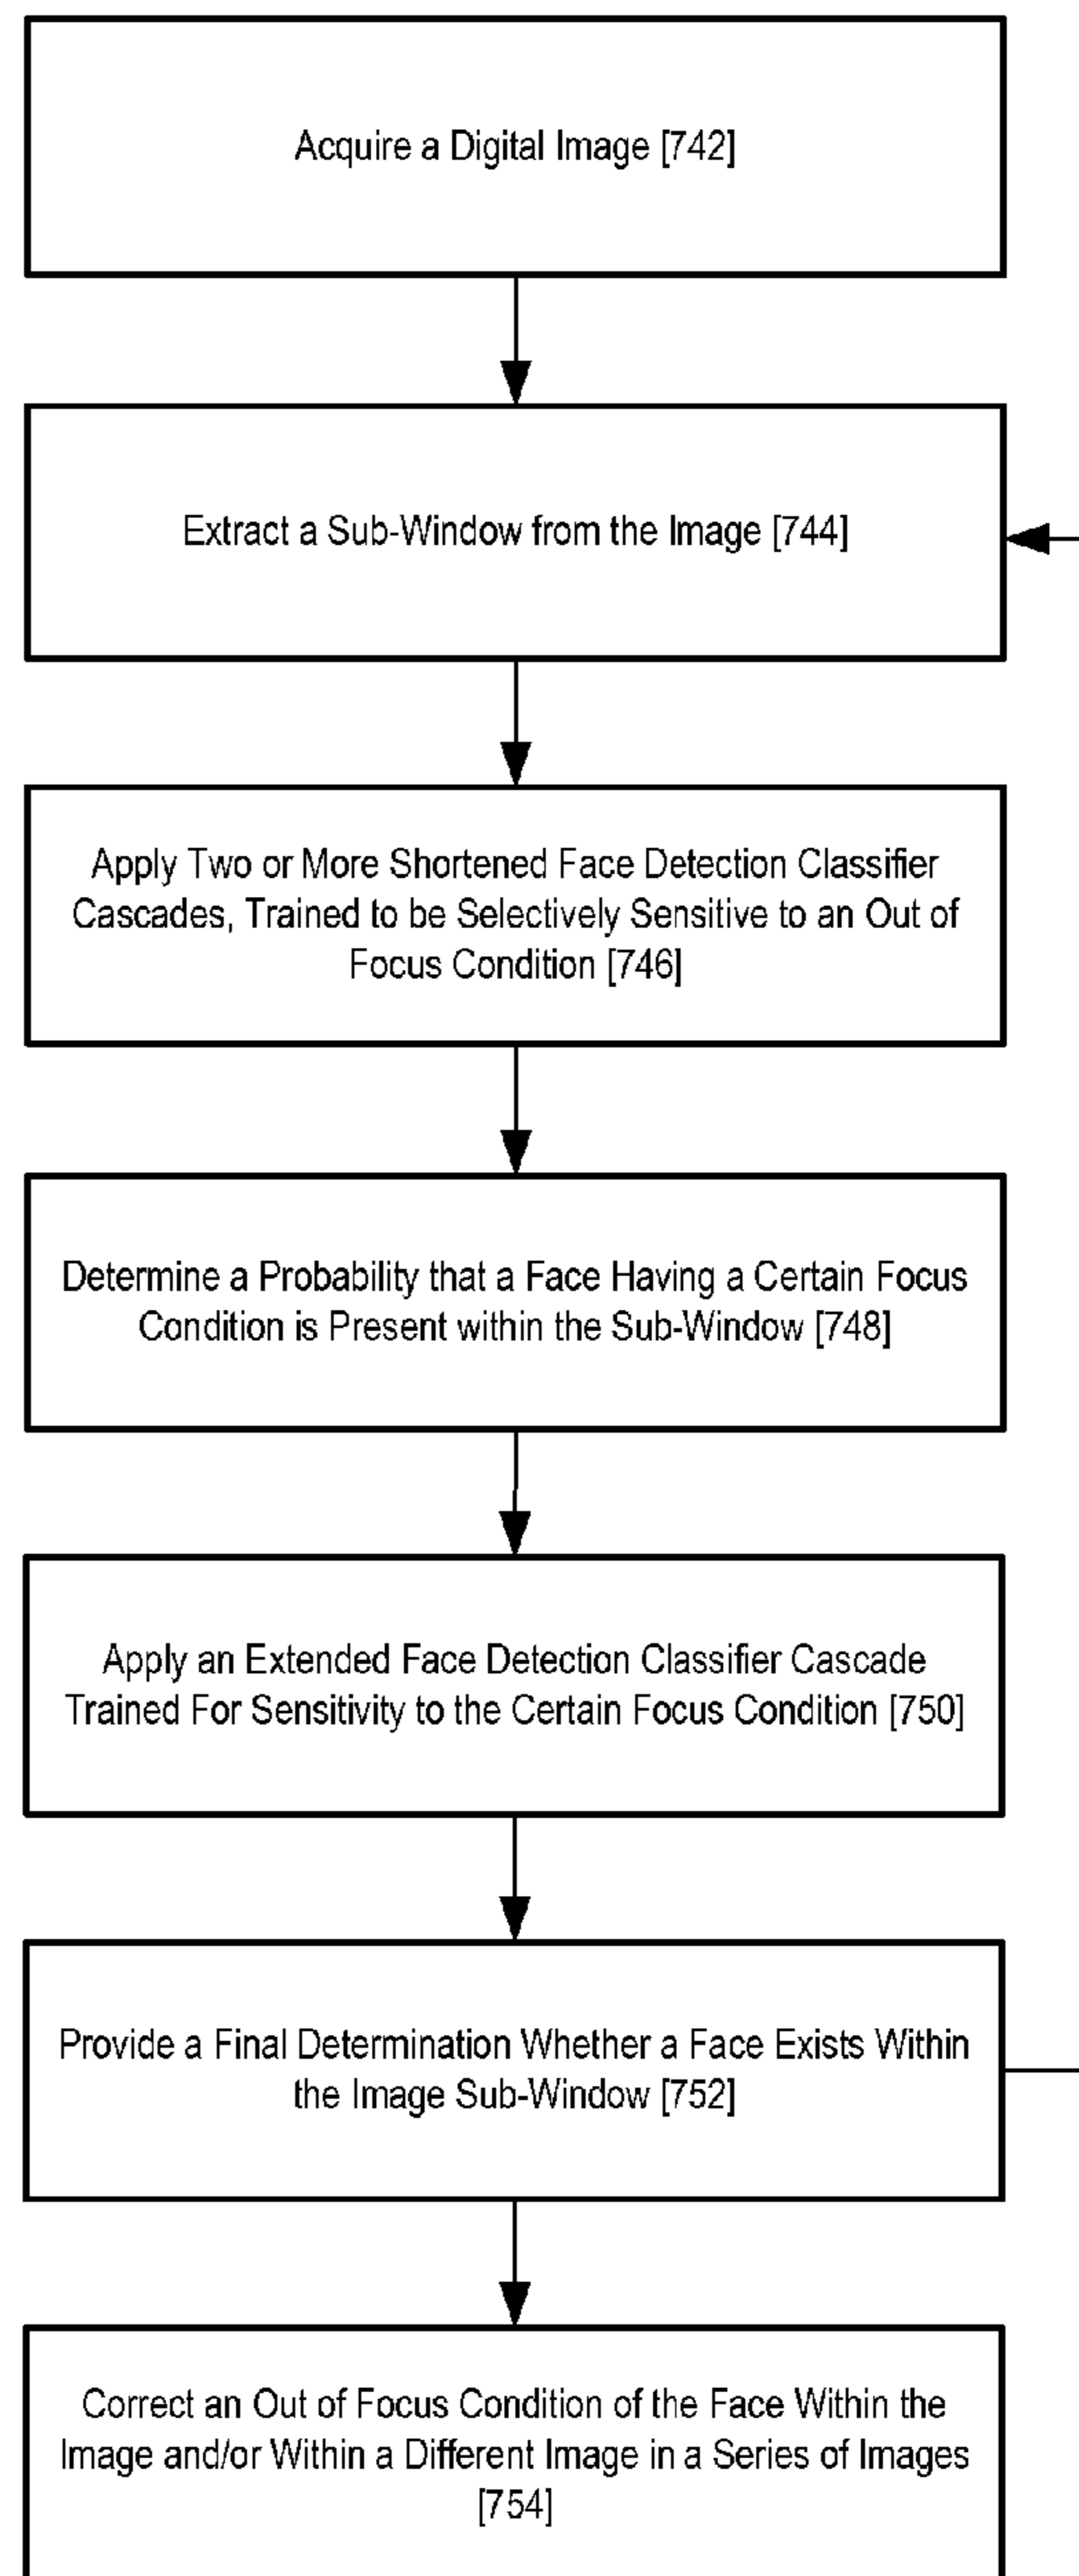 Acquire a Digital Image [742]
Extract a Sub-Window from the Image [744]
Apply Two or More Shortened Face Detection Classifier
Cascades, Trained to be Selectively Sensitive to an Out of
Focus Condition [746]
Determine a Probability that a Face Having a Certain Focus
Condition is Present within the Sub-Window [748]
Apply an Extended Face Detection Classifier Cascade
Trained For Sensitivity to the Certain Focus Condition [750]
Provide a Final Determination Whether a Face Exists Within
the Image Sub-Window [752]
Correct an Out of Focus Condition of the Face Within the
Image and/or Within a Different Image in a Series of Images
[754]